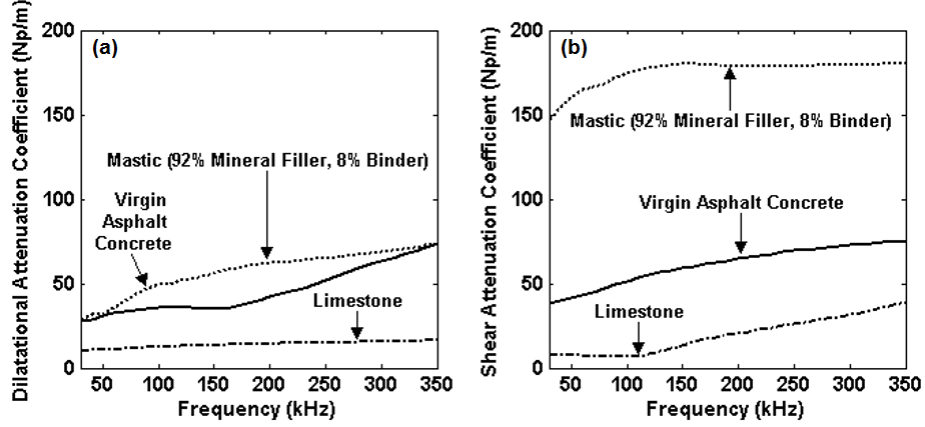 (a)
Dilatational Attenuation Coefficient (Np/m)
200
150
100
50
0
Mastic (92% Mineral Filler, 8% Binder)
Virgin
Asphalt
Concrete
Limestone
50
100
150
200
250
300
350
Frequency (kHz)
(b)
Shear Attenuation Coefficient (Np/m)
200
150
100
50
0
Mastic (92% Mineral Filler, 8% Binder)
Virgin Asphalt Concrete
Limestone
50
100
150
200
250
300
350
Frequency (kHz)